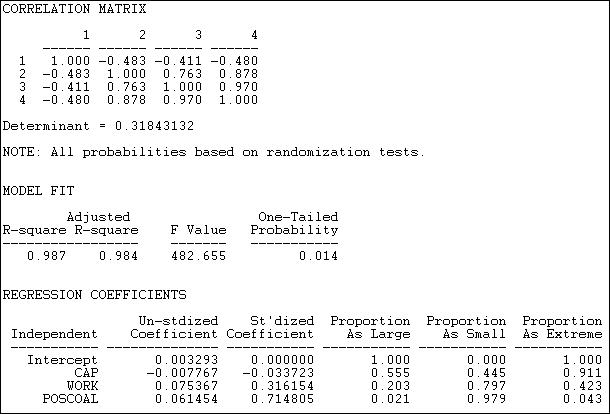 CORRELATION MATRIX
1 2 3 4
------ ------ ------ ------
1 1.000 -0.483 -0.411 -0.480
2 -0.483 1.000 0.763 0.878
3 -0.411 0.763 1.000 0.970
4 -0.480 0.878 0.970 1.000
Determinant = 0.31843132
NOTE: All probabilities based on randomization tests.
MODEL FIT
Adjusted One-Tailed
R-square R-square F Value Probability
-------- -------- ------- -----------
0.987 0.984 482.655 0.014
REGRESSION COEFFICIENTS
Un-stdized St'dized Proportion Proportion Proportion
Independent Coefficient Coefficient As Large As Small As Extreme
----------- ----------- ----------- ----------- ----------- -----------
Intercept 0.003293 0.000000 1.000 0.000 1.000
CAP -0.007767 -0.033723 0.555 0.445 0.911
WORK 0.075367 0.316154 0.203 0.797 0.423
POSCOAL 0.061454 0.714805 0.021 0.979 0.043